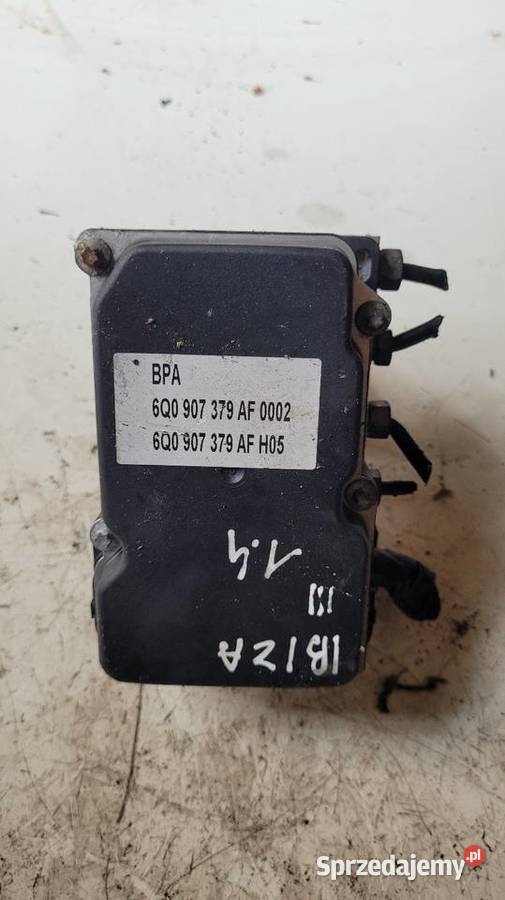 BPA
6Q0 907 379 AF 0002
6Q0 907 379 AF H05
1.4
III
IBIZA
Sprzedajemy.pl